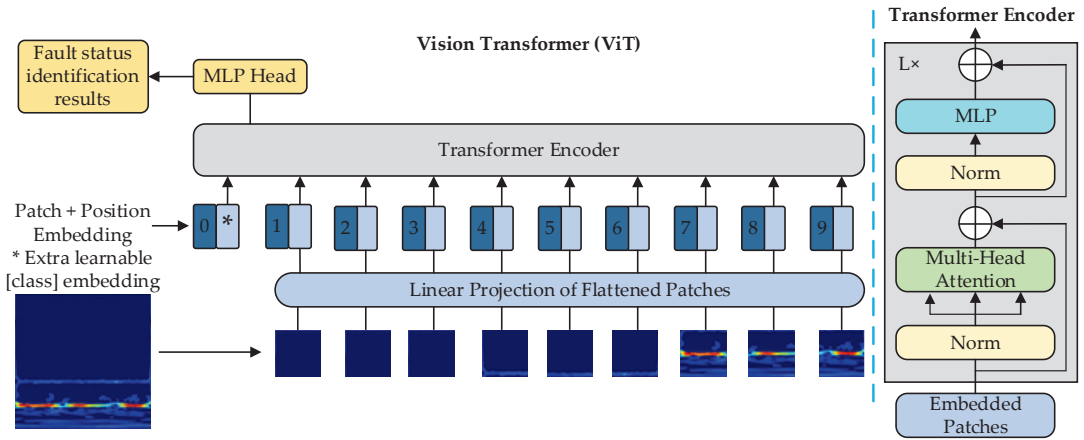 Vision Transformer (ViT)
Fault status
identification
results
MLP Head
Transformer Encoder
Patch + Position
Embedding
* Extra learnable
[class] embedding
0 * 1 2 3 4 5 6 7 8 9
Linear Projection of Flattened Patches
Transformer Encoder
L×
MLP
Norm
Multi-Head
Attention
Norm
Embedded
Patches